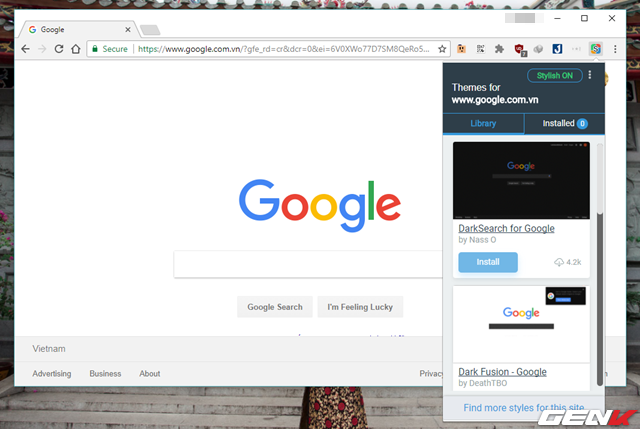 Google
Secure
https://www.google.com.vn/?gfe_rd=cr&dcr=0&ei=6V0XWo77D7SM8QeRo5...
7
Stylish ON
Themes for
www.google.com.vn
Library
Installed 0
Google
DarkSearch for Google
by Nass O
Install
4.2k
Google
Google
Dark Fusion - Google
by DeathTBO
Find more styles for this site
Google Search
I'm Feeling Lucky
Vietnam
Advertising
Business
About
Privacy
GENK